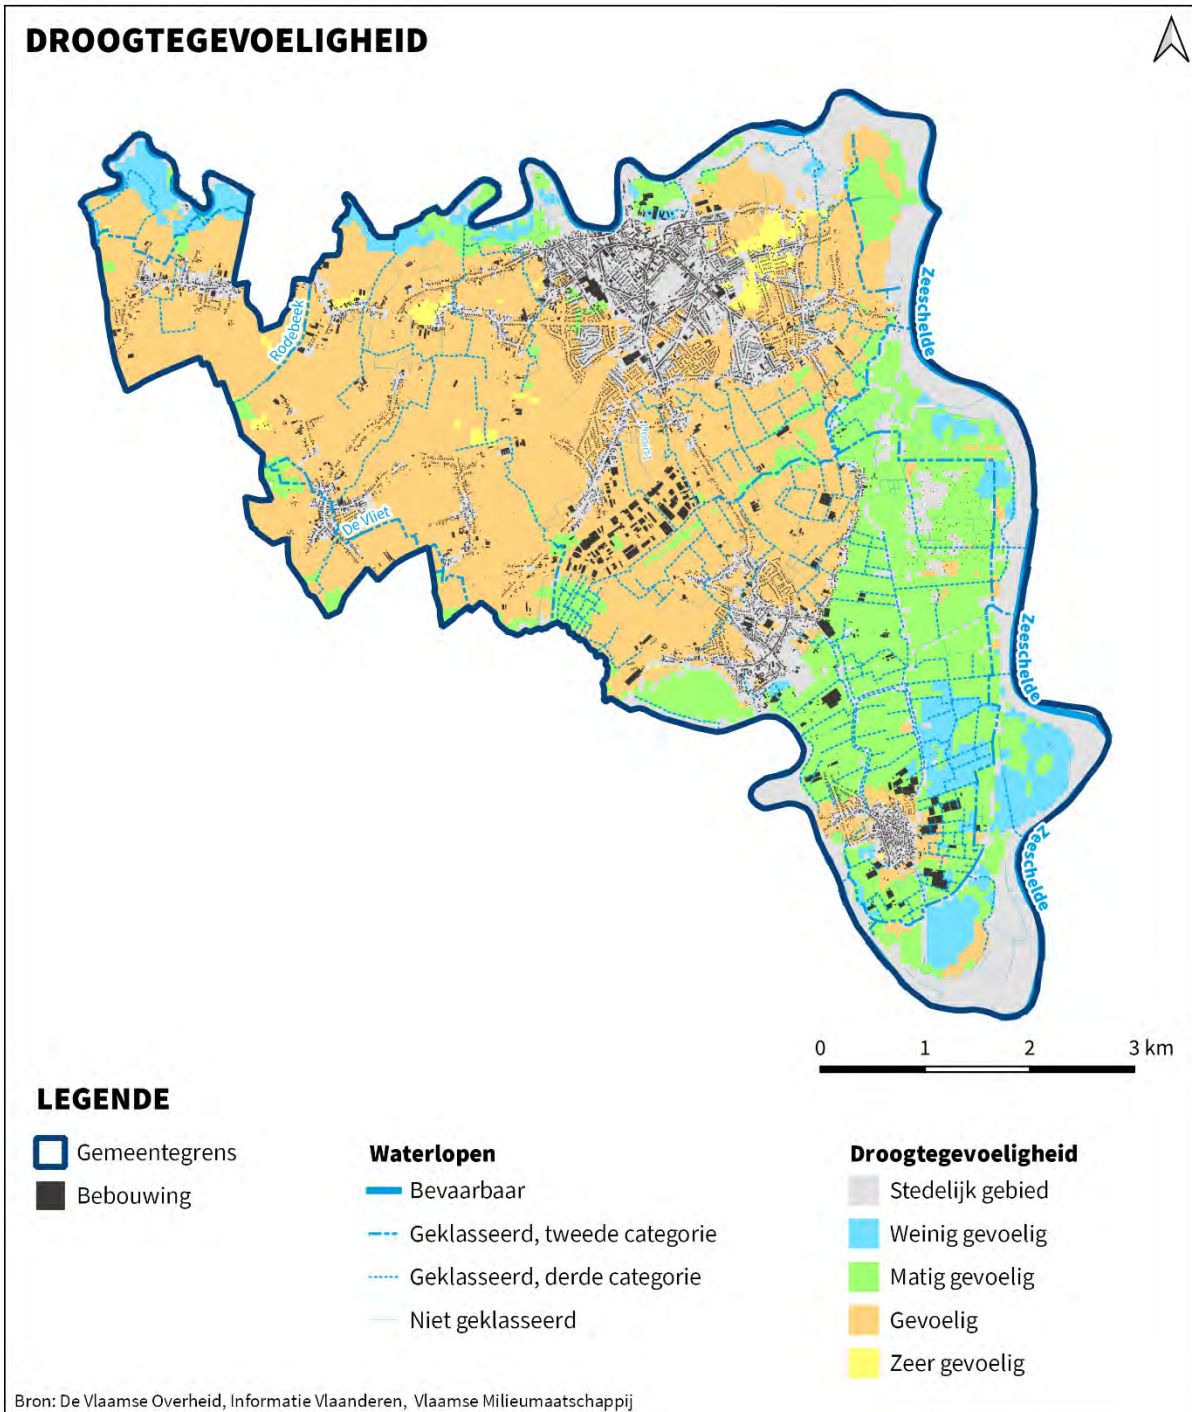 DROOGTEGEVOELIGHEID
Zeeschelde
Rodebeek
De Vliet
Zeeschelde
Zeeschelde
0 1 2 3 km
LEGENDE
Gemeentegrens
Bebouwing
Waterlopen
Bevaarbaar
Geklasseerd, tweede categorie
Geklasseerd, derde categorie
Niet geklasseerd
Droogtegevoeligheid
Stedelijk gebied
Weinig gevoelig
Matig gevoelig
Gevoelig
Zeer gevoelig
Bron: De Vlaamse Overheid, Informatie Vlaanderen, Vlaamse Milieumaatschappij